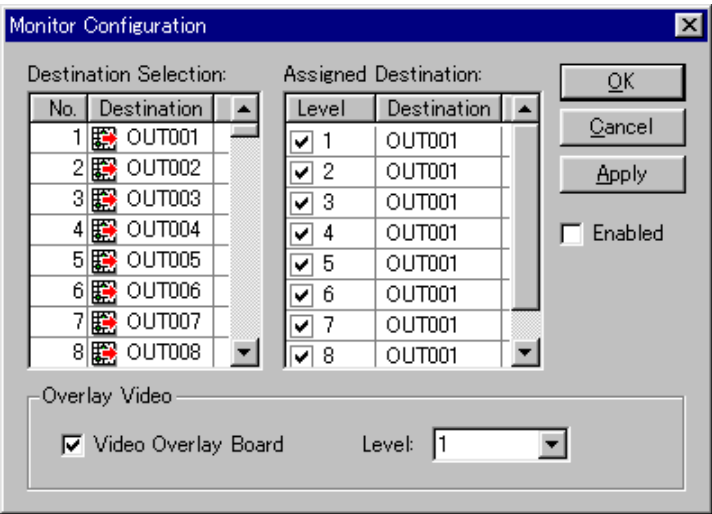 Monitor Configuration
Destination Selection:
No. Destination
1 OUT001
2 OUT002
3 OUT003
4 OUT004
5 OUT005
6 OUT006
7 OUT007
8 OUT008
Assigned Destination:
Level Destination
1 OUT001
2 OUT001
3 OUT001
4 OUT001
5 OUT001
6 OUT001
7 OUT001
8 OUT001
OK
Cancel
Apply
Enabled
Overlay Video
Video Overlay Board Level: 1